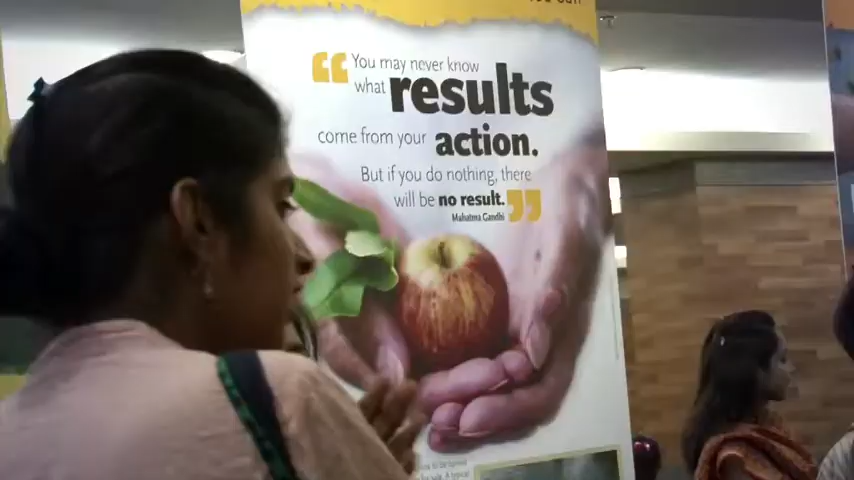 You may never know
what results
come from your action.
But if you do nothing, there
will be no result.
Mahatma Gandhi